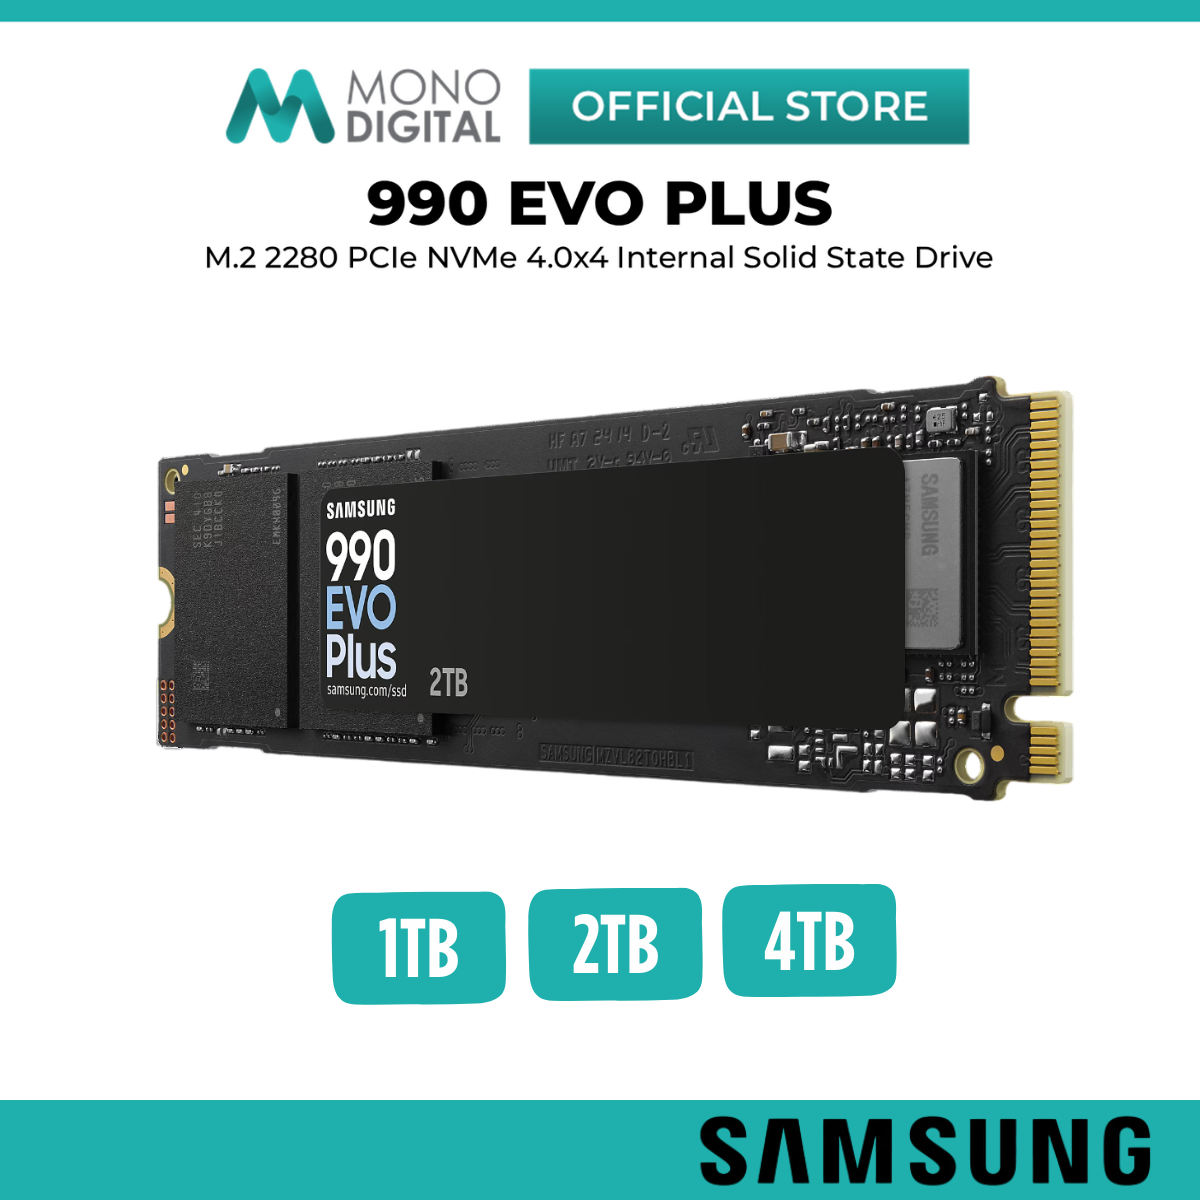 MONO
DIGITAL
OFFICIAL STORE
990 EVO PLUS
M.2 2280 PCIe NVMe 4.0x4 Internal Solid State Drive
SAMSUNG
990
EVO
Plus
samsung.com/ssd
2TB
SAMSUNG
1TB
2TB
4TB
SAMSUNG